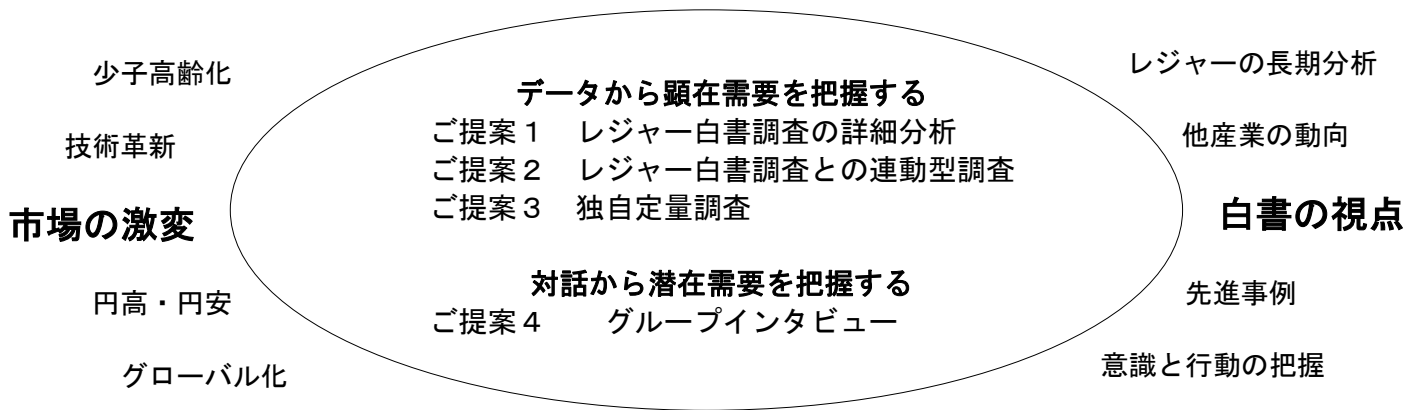 少子高齢化
技術革新
市場の激変
円高・円安
グローバル化
データから顕在需要を把握する
ご提案１　レジャー白書調査の詳細分析
ご提案２　レジャー白書調査との連動型調査
ご提案３　独自定量調査
対話から潜在需要を把握する
ご提案４　　グループインタビュー
レジャーの長期分析
他産業の動向
白書の視点
先進事例
意識と行動の把握